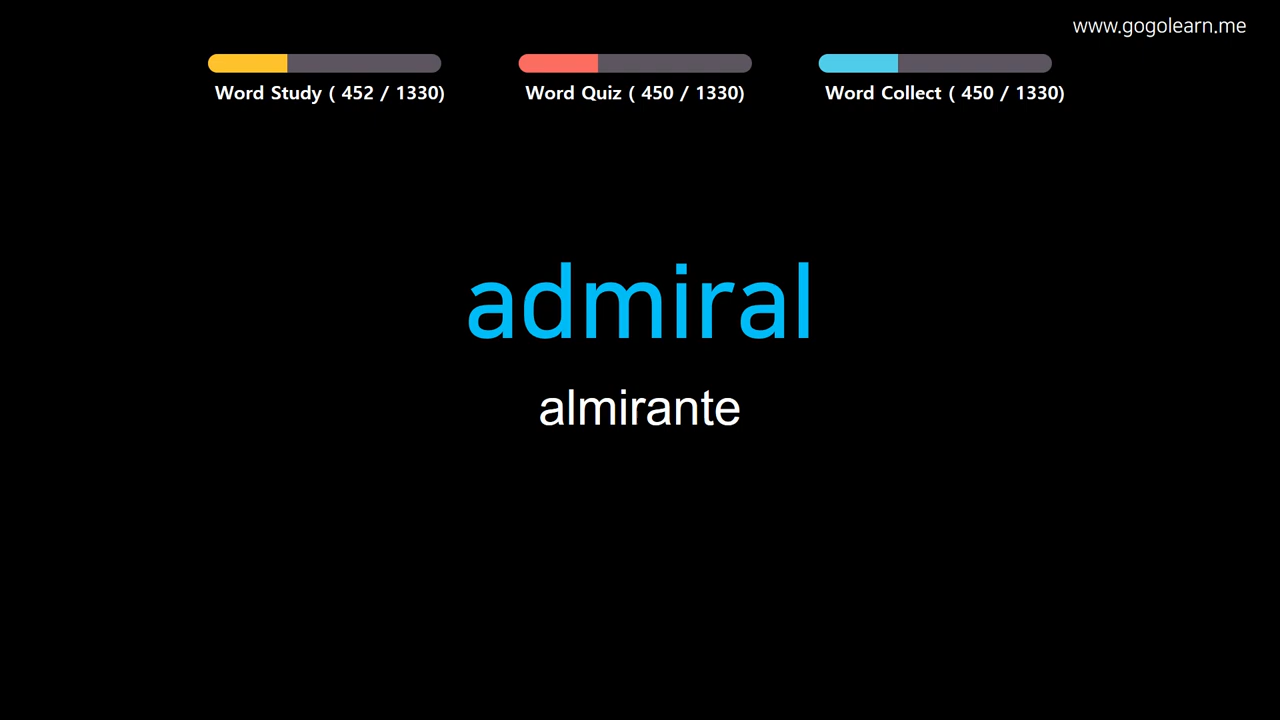 www.gogolearn.me
Word Study ( 452 / 1330)
Word Quiz ( 450 / 1330)
Word Collect ( 450 / 1330)
admiral
almirante